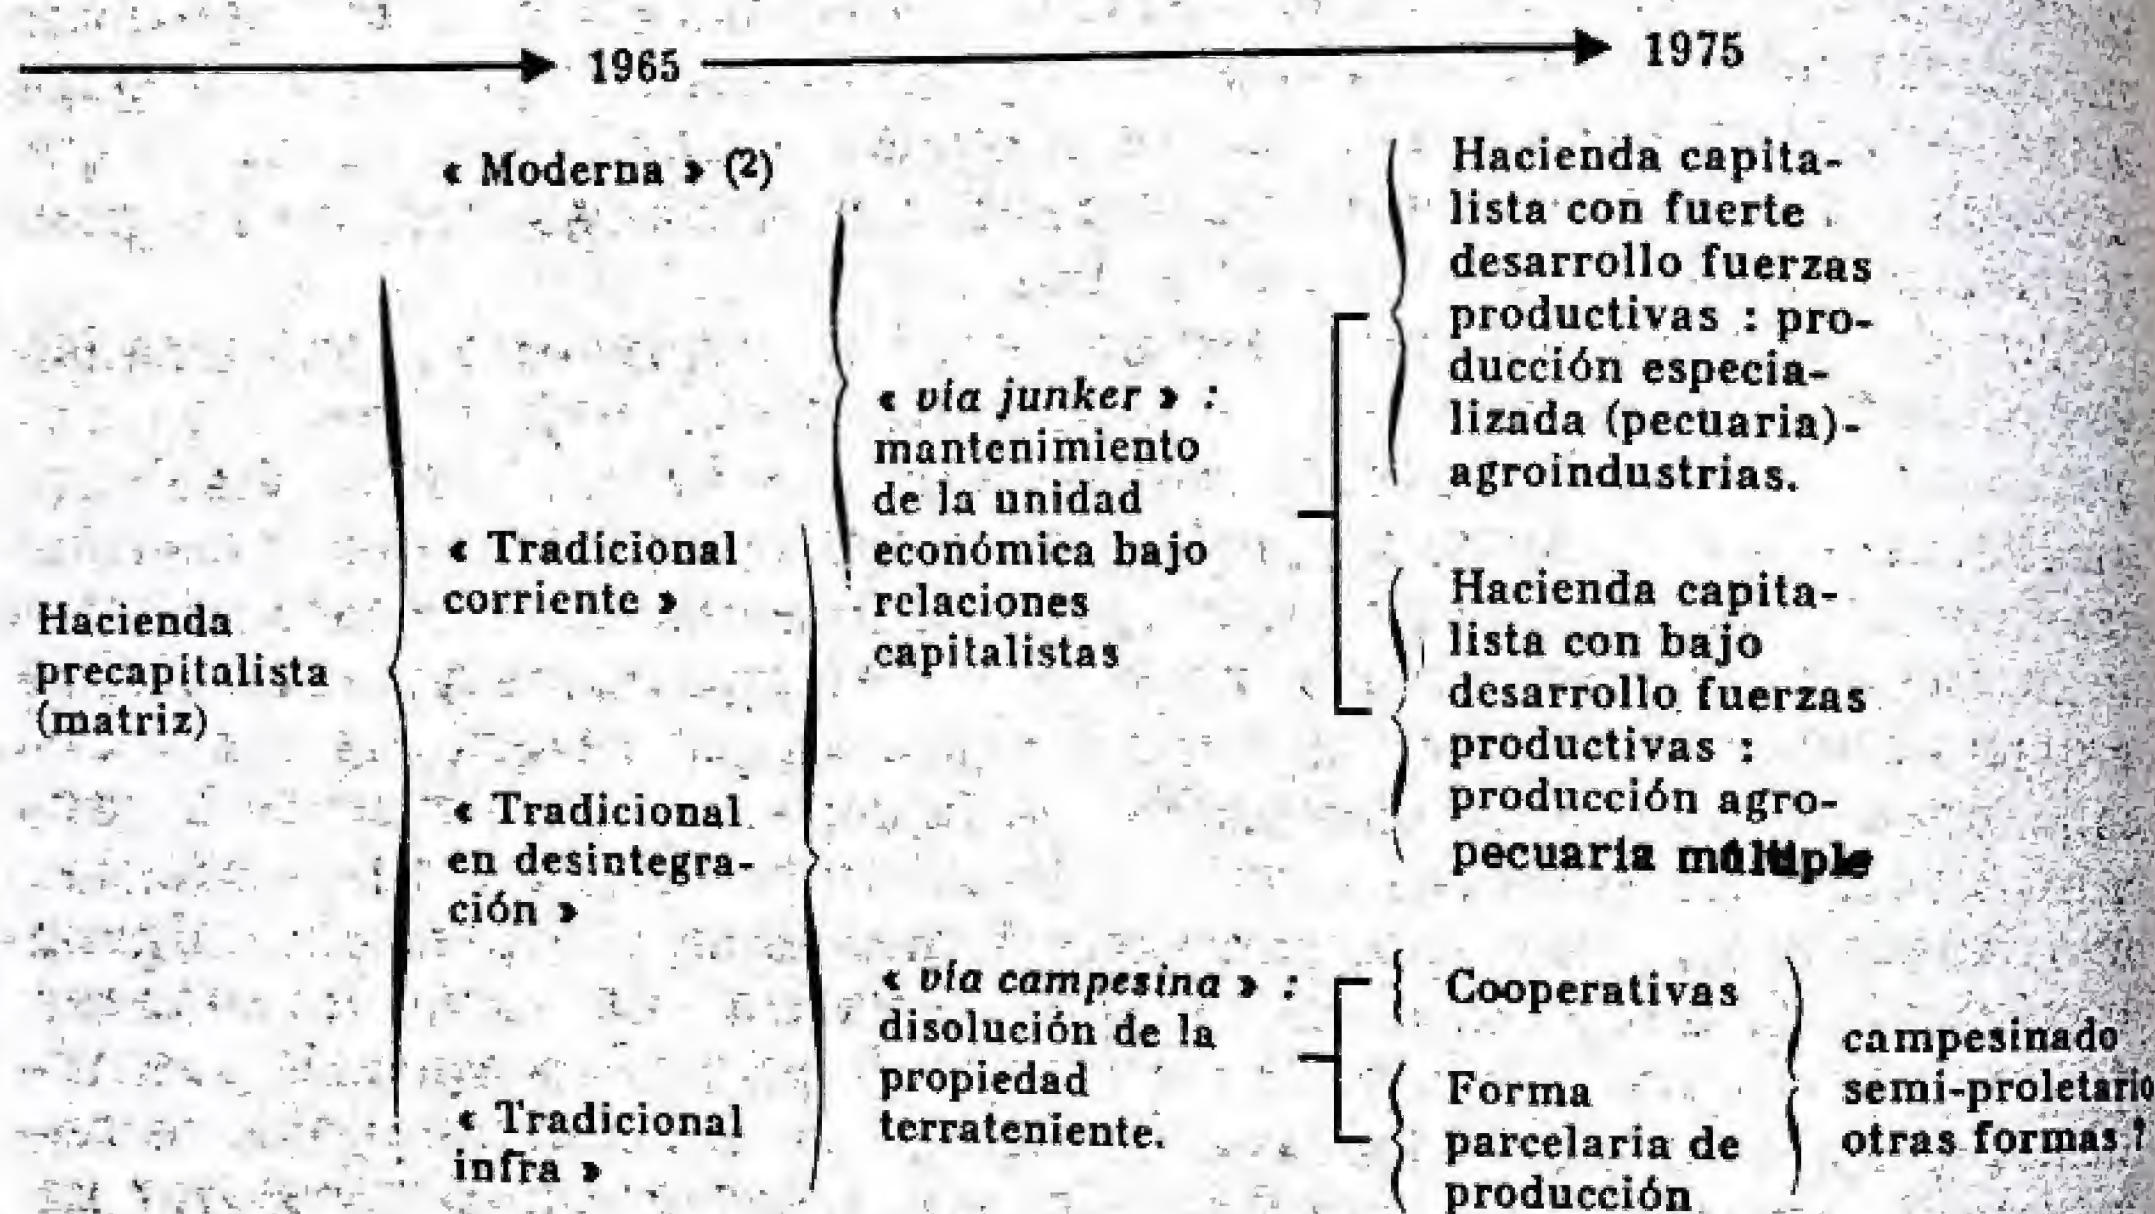 1965
1975
« Moderna » (2)
Hacienda
precapitalista
(matriz)
« Tradicional
corriente »
« Tradicional
en desintegra-
ción »
« Tradicional
infra »
« vía junker » :
mantenimiento
de la unidad
económica bajo
relaciones
capitalistas
« vía campesina » :
disolución de la
propiedad
terrateniente.
Hacienda capita-
lista con fuerte
desarrollo fuerzas
productivas : pro-
ducción especia-
lizada (pecuaria)-
agroindustrias.
Hacienda capita-
lista con bajo
desarrollo fuerzas
productivas :
producción agro-
pecuaria múltiple
Cooperativas
Forma
parcelaria de
producción
campesinado
semi-proletario
otras formas ?